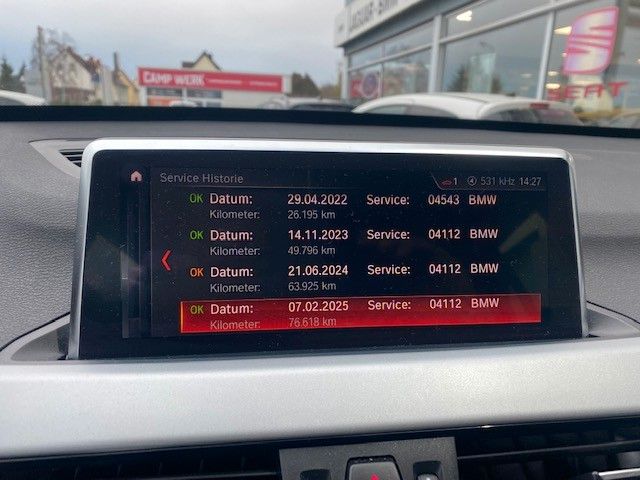 JAGUAR
CAMP WERK
Service Historie
1 531 kHz 14:27
OK Datum: 29.04.2022 Service: 04543 BMW
Kilometer: 26.195 km
OK Datum: 14.11.2023 Service: 04112 BMW
Kilometer: 49.796 km
OK Datum: 21.06.2024 Service: 04112 BMW
Kilometer: 63.925 km
OK Datum: 07.02.2025 Service: 04112 BMW
Kilometer: 76.618 km